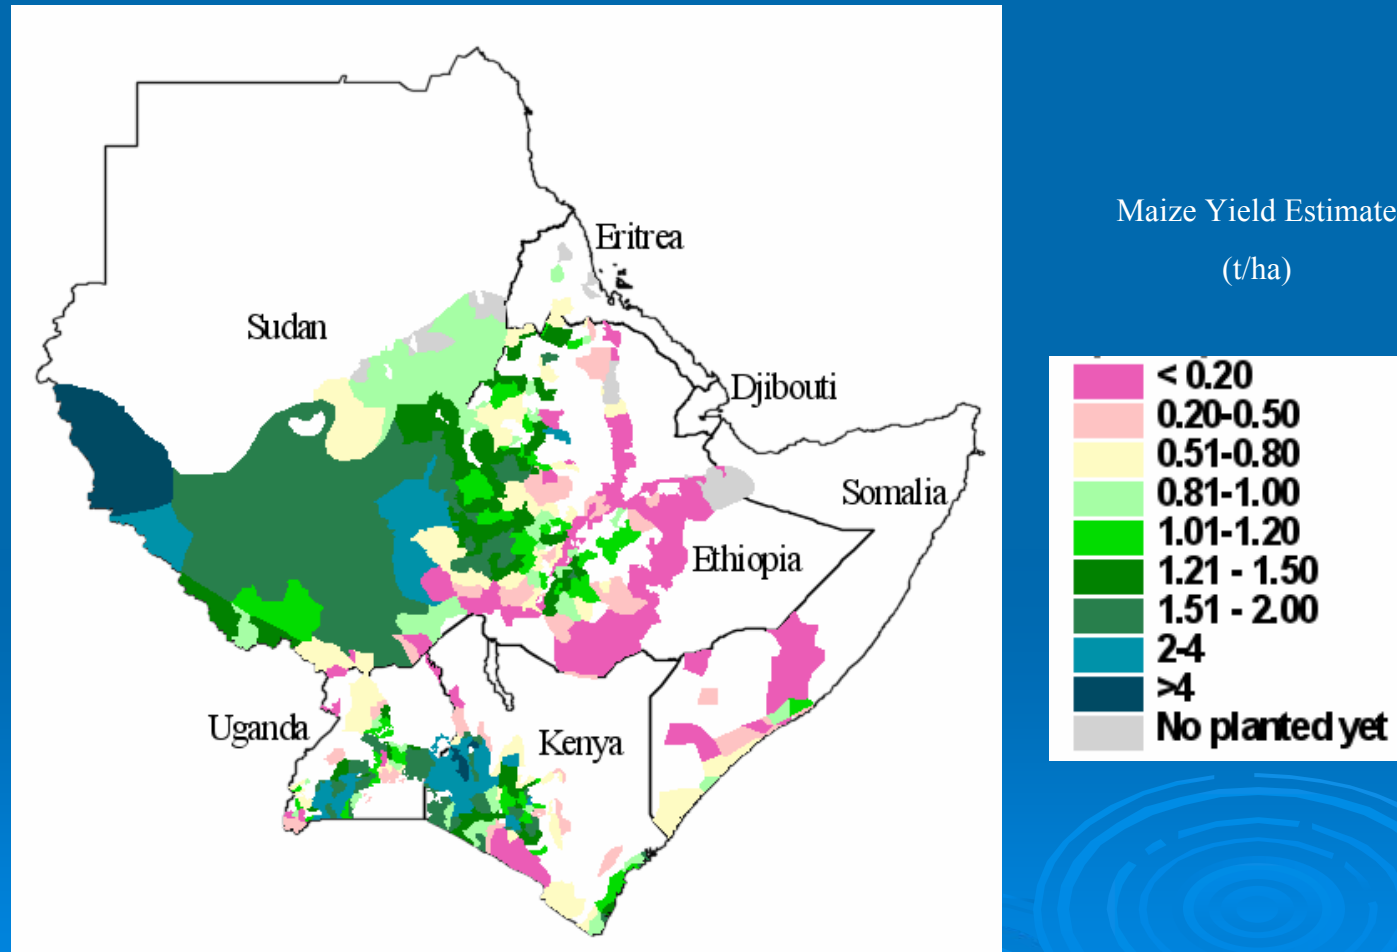 Maize Yield Estimate
(t/ha)
Eritrea
Sudan
Djibouti
Somalia
Ethiopia
Uganda
Kenya
< 0.20
0.20-0.50
0.51-0.80
0.81-1.00
1.01-1.20
1.21 - 1.50
1.51 - 2.00
2-4
>4
No planted yet